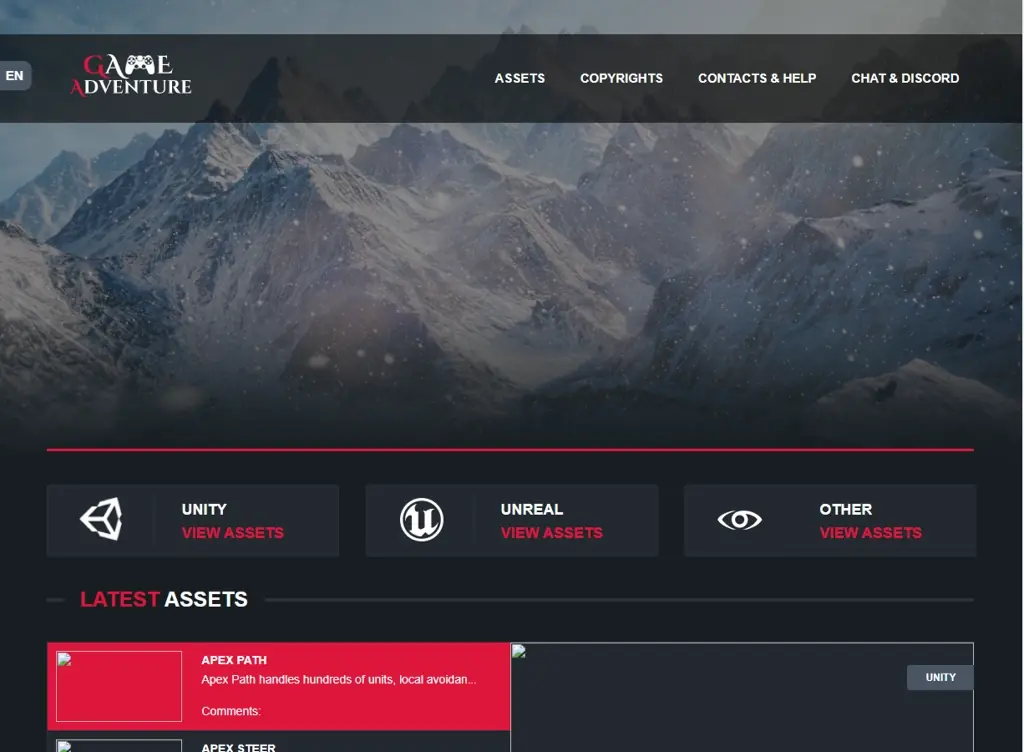 EN
GAME
ADVENTURE
ASSETS
COPYRIGHTS
CONTACTS & HELP
CHAT & DISCORD
UNITY
VIEW ASSETS
UNREAL
VIEW ASSETS
OTHER
VIEW ASSETS
LATEST ASSETS
APEX PATH
Apex Path handles hundreds of units, local avoidan...
Comments:
UNITY
APEX STEER